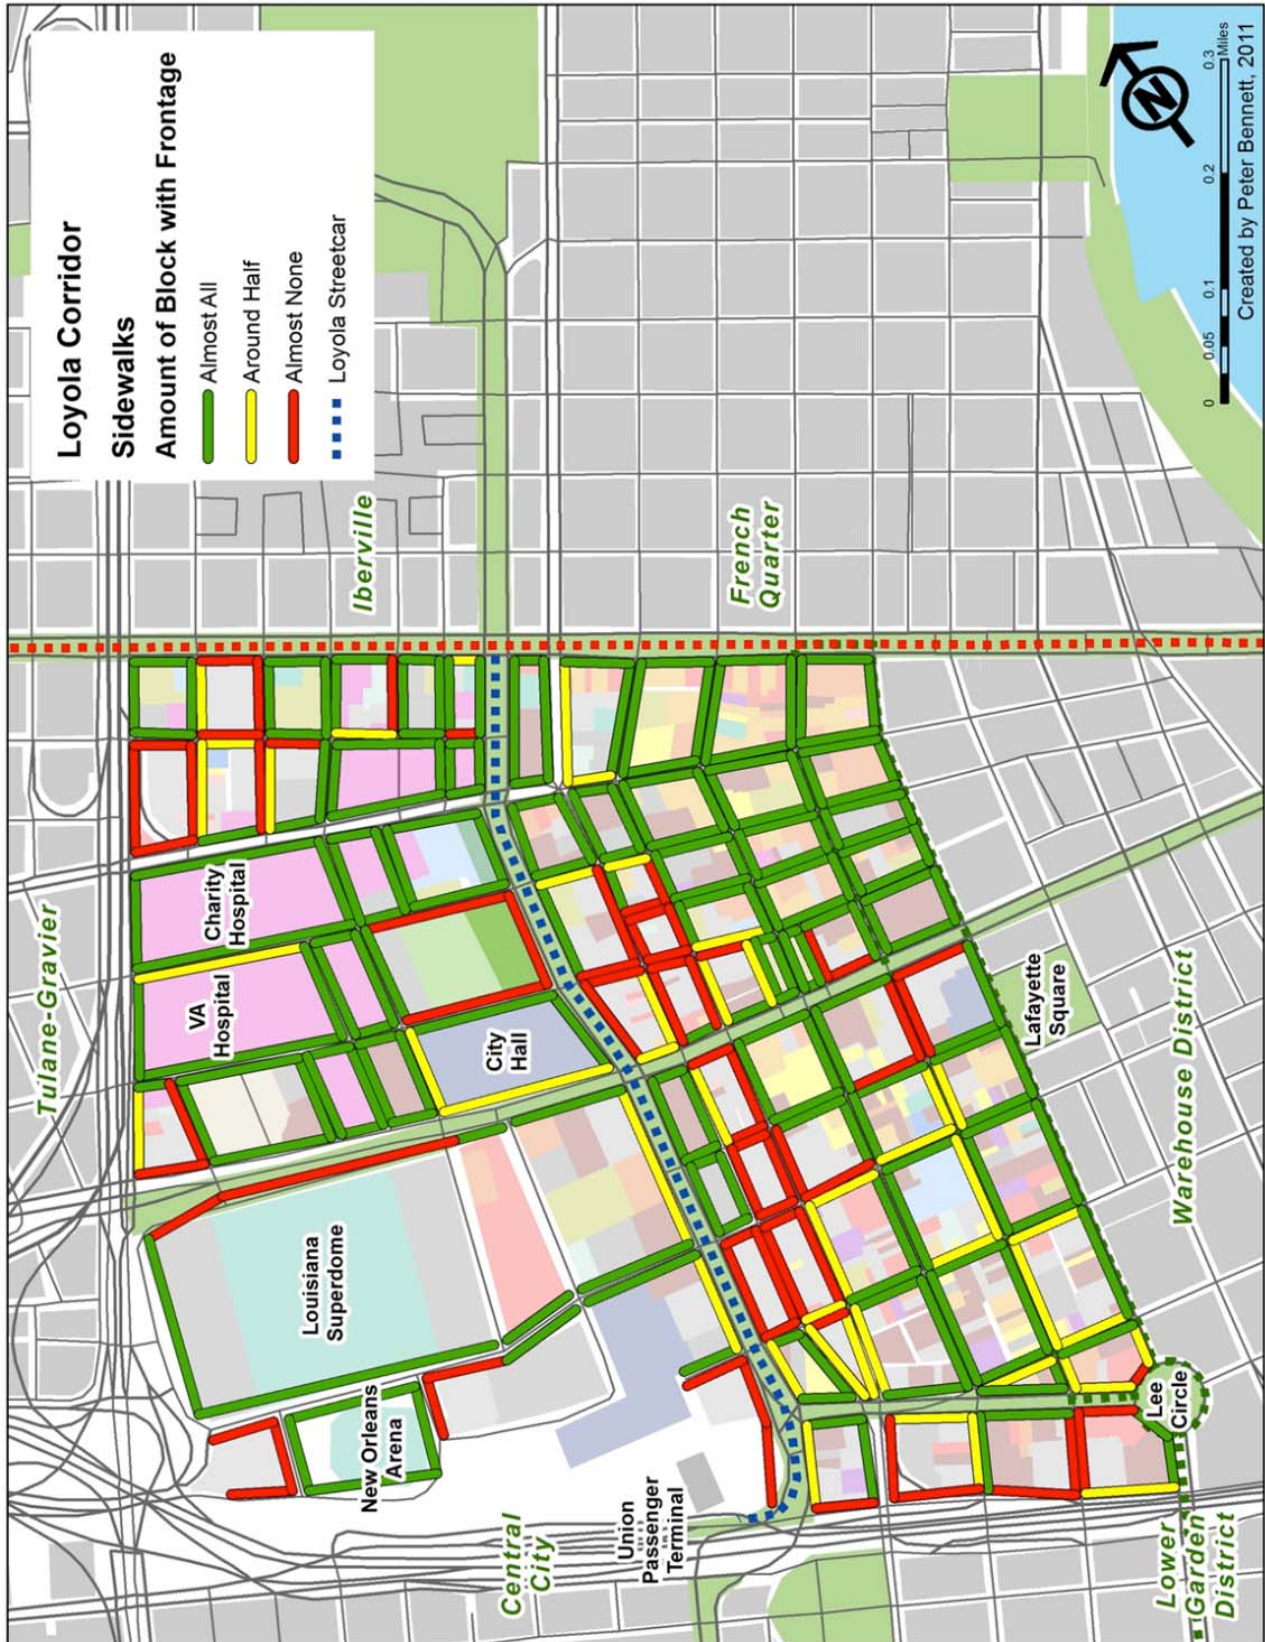 Loyola Corridor
Sidewalks
Amount of Block with Frontage
Almost All
Around Half
Almost None
Loyola Streetcar
Tulane-Gravier
Iberville
French
Quarter
Charity
Hospital
VA
Hospital
City
Hall
Louisiana
Superdome
New Orleans
Arena
Union
Passenger
Terminal
Central
City
Lafayette
Square
Warehouse District
Lee
Circle
Lower
Garden
District
N
0 0.05 0.1 0.2 0.3
Miles
Created by Peter Bennett, 2011